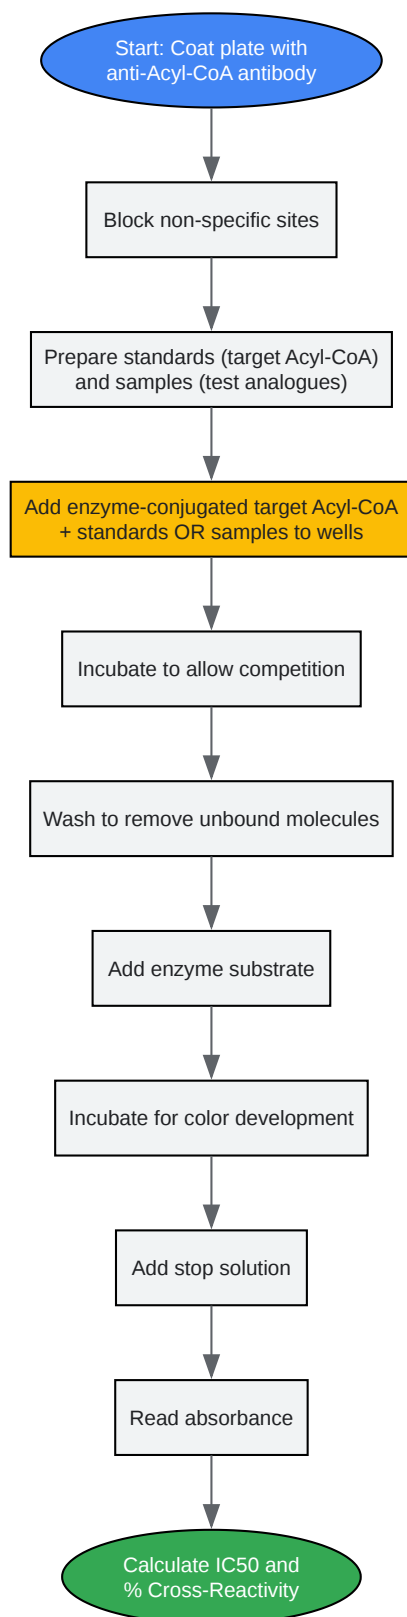 Start: Coat plate with
anti-Acyl-CoA antibody
Block non-specific sites
Prepare standards (target Acyl-CoA)
and samples (test analogues)
Add enzyme-conjugated target Acyl-CoA
+ standards OR samples to wells
Incubate to allow competition
Wash to remove unbound molecules
Add enzyme substrate
Incubate for color development
Add stop solution
Read absorbance
Calculate IC50 and
% Cross-Reactivity